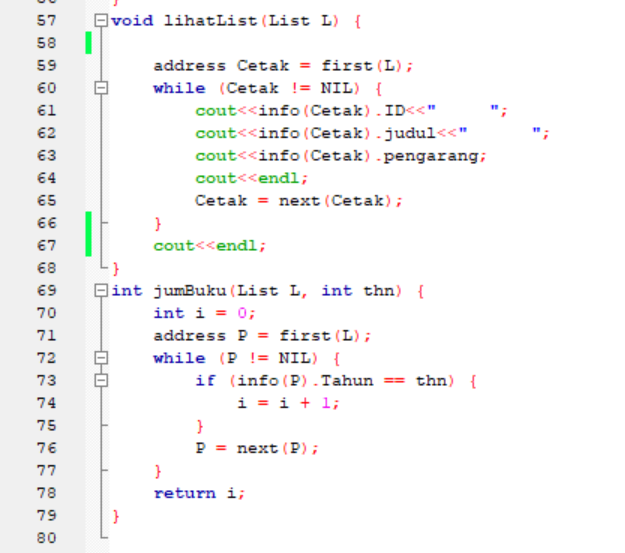 57 void lihatList(List L) {
58
59 address Cetak = first(L);
60 while (Cetak != NIL) {
61 cout<<info(Cetak).ID<<"      ";
62 cout<<info(Cetak).judul<<"      ";
63 cout<<info(Cetak).pengarang;
64 cout<<endl;
65 Cetak = next(Cetak);
66 }
67 cout<<endl;
68 }
69 int jumBuku(List L, int thn) {
70 int i = 0;
71 address P = first(L);
72 while (P != NIL) {
73 if (info(P).Tahun == thn) {
74 i = i + 1;
75 }
76 P = next(P);
77 }
78 return i;
79 }
80